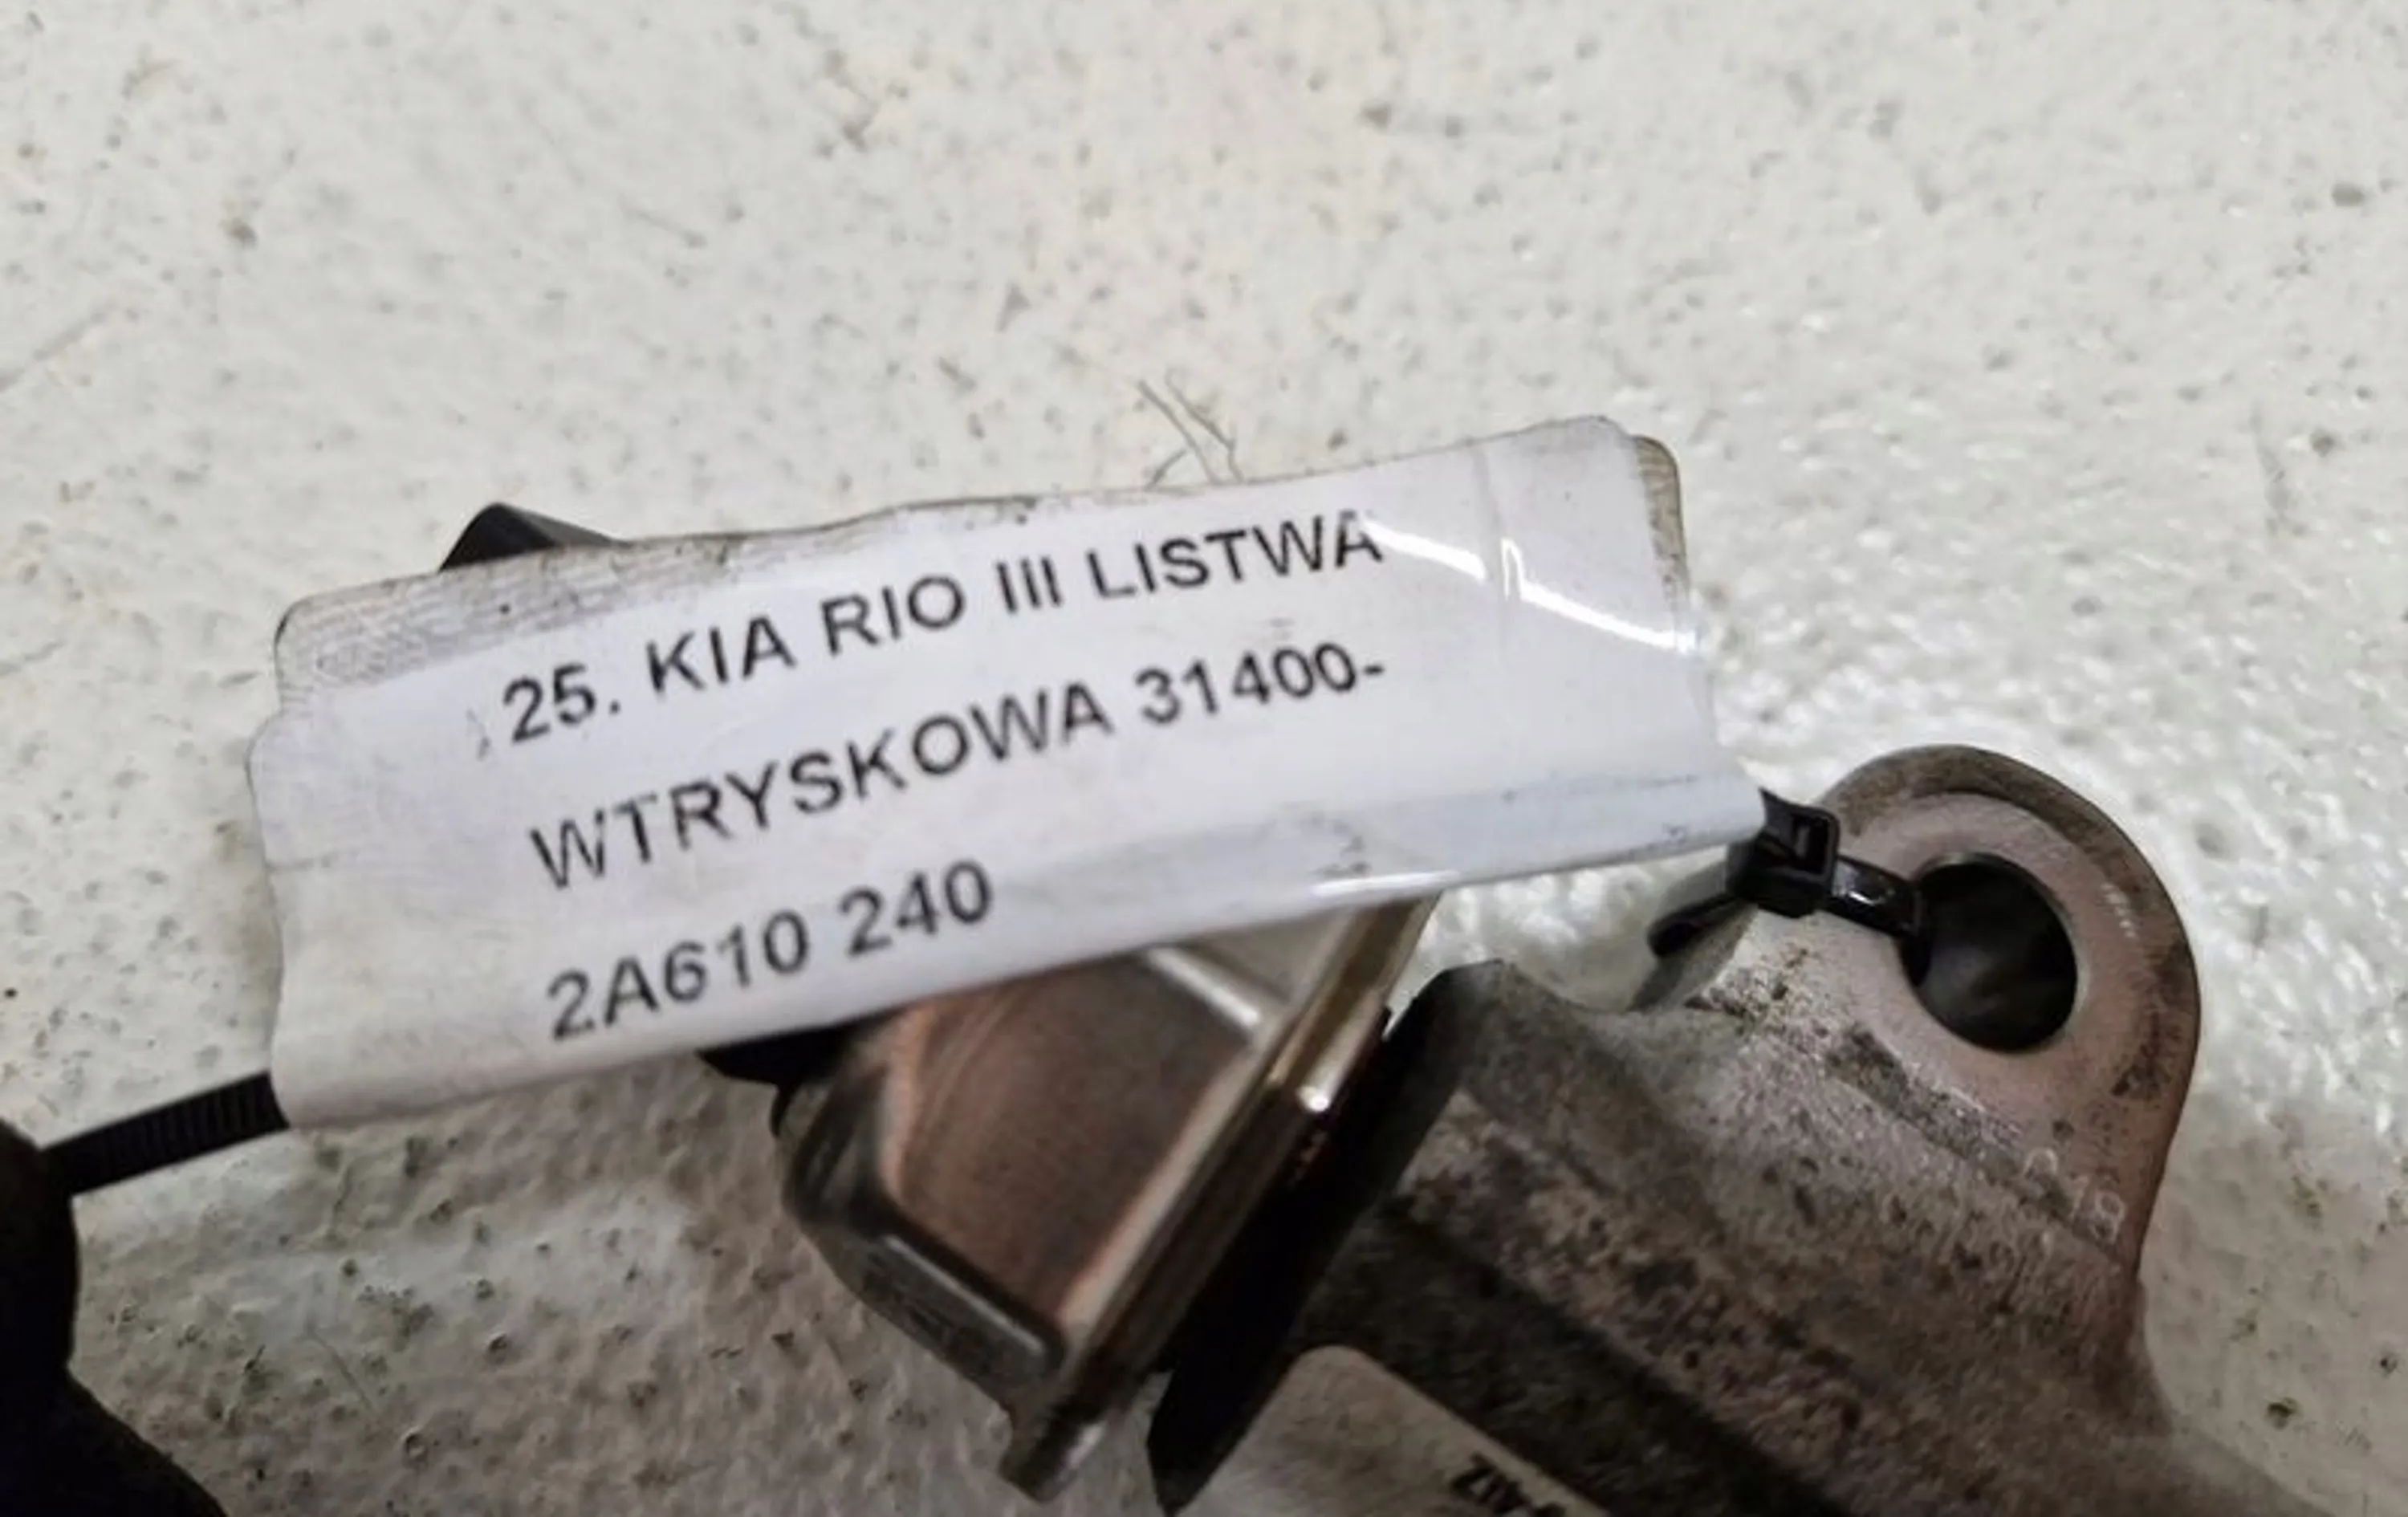 25. KIA RIO III LISTWA
WTRYSKOWA 31400-
2A610 240